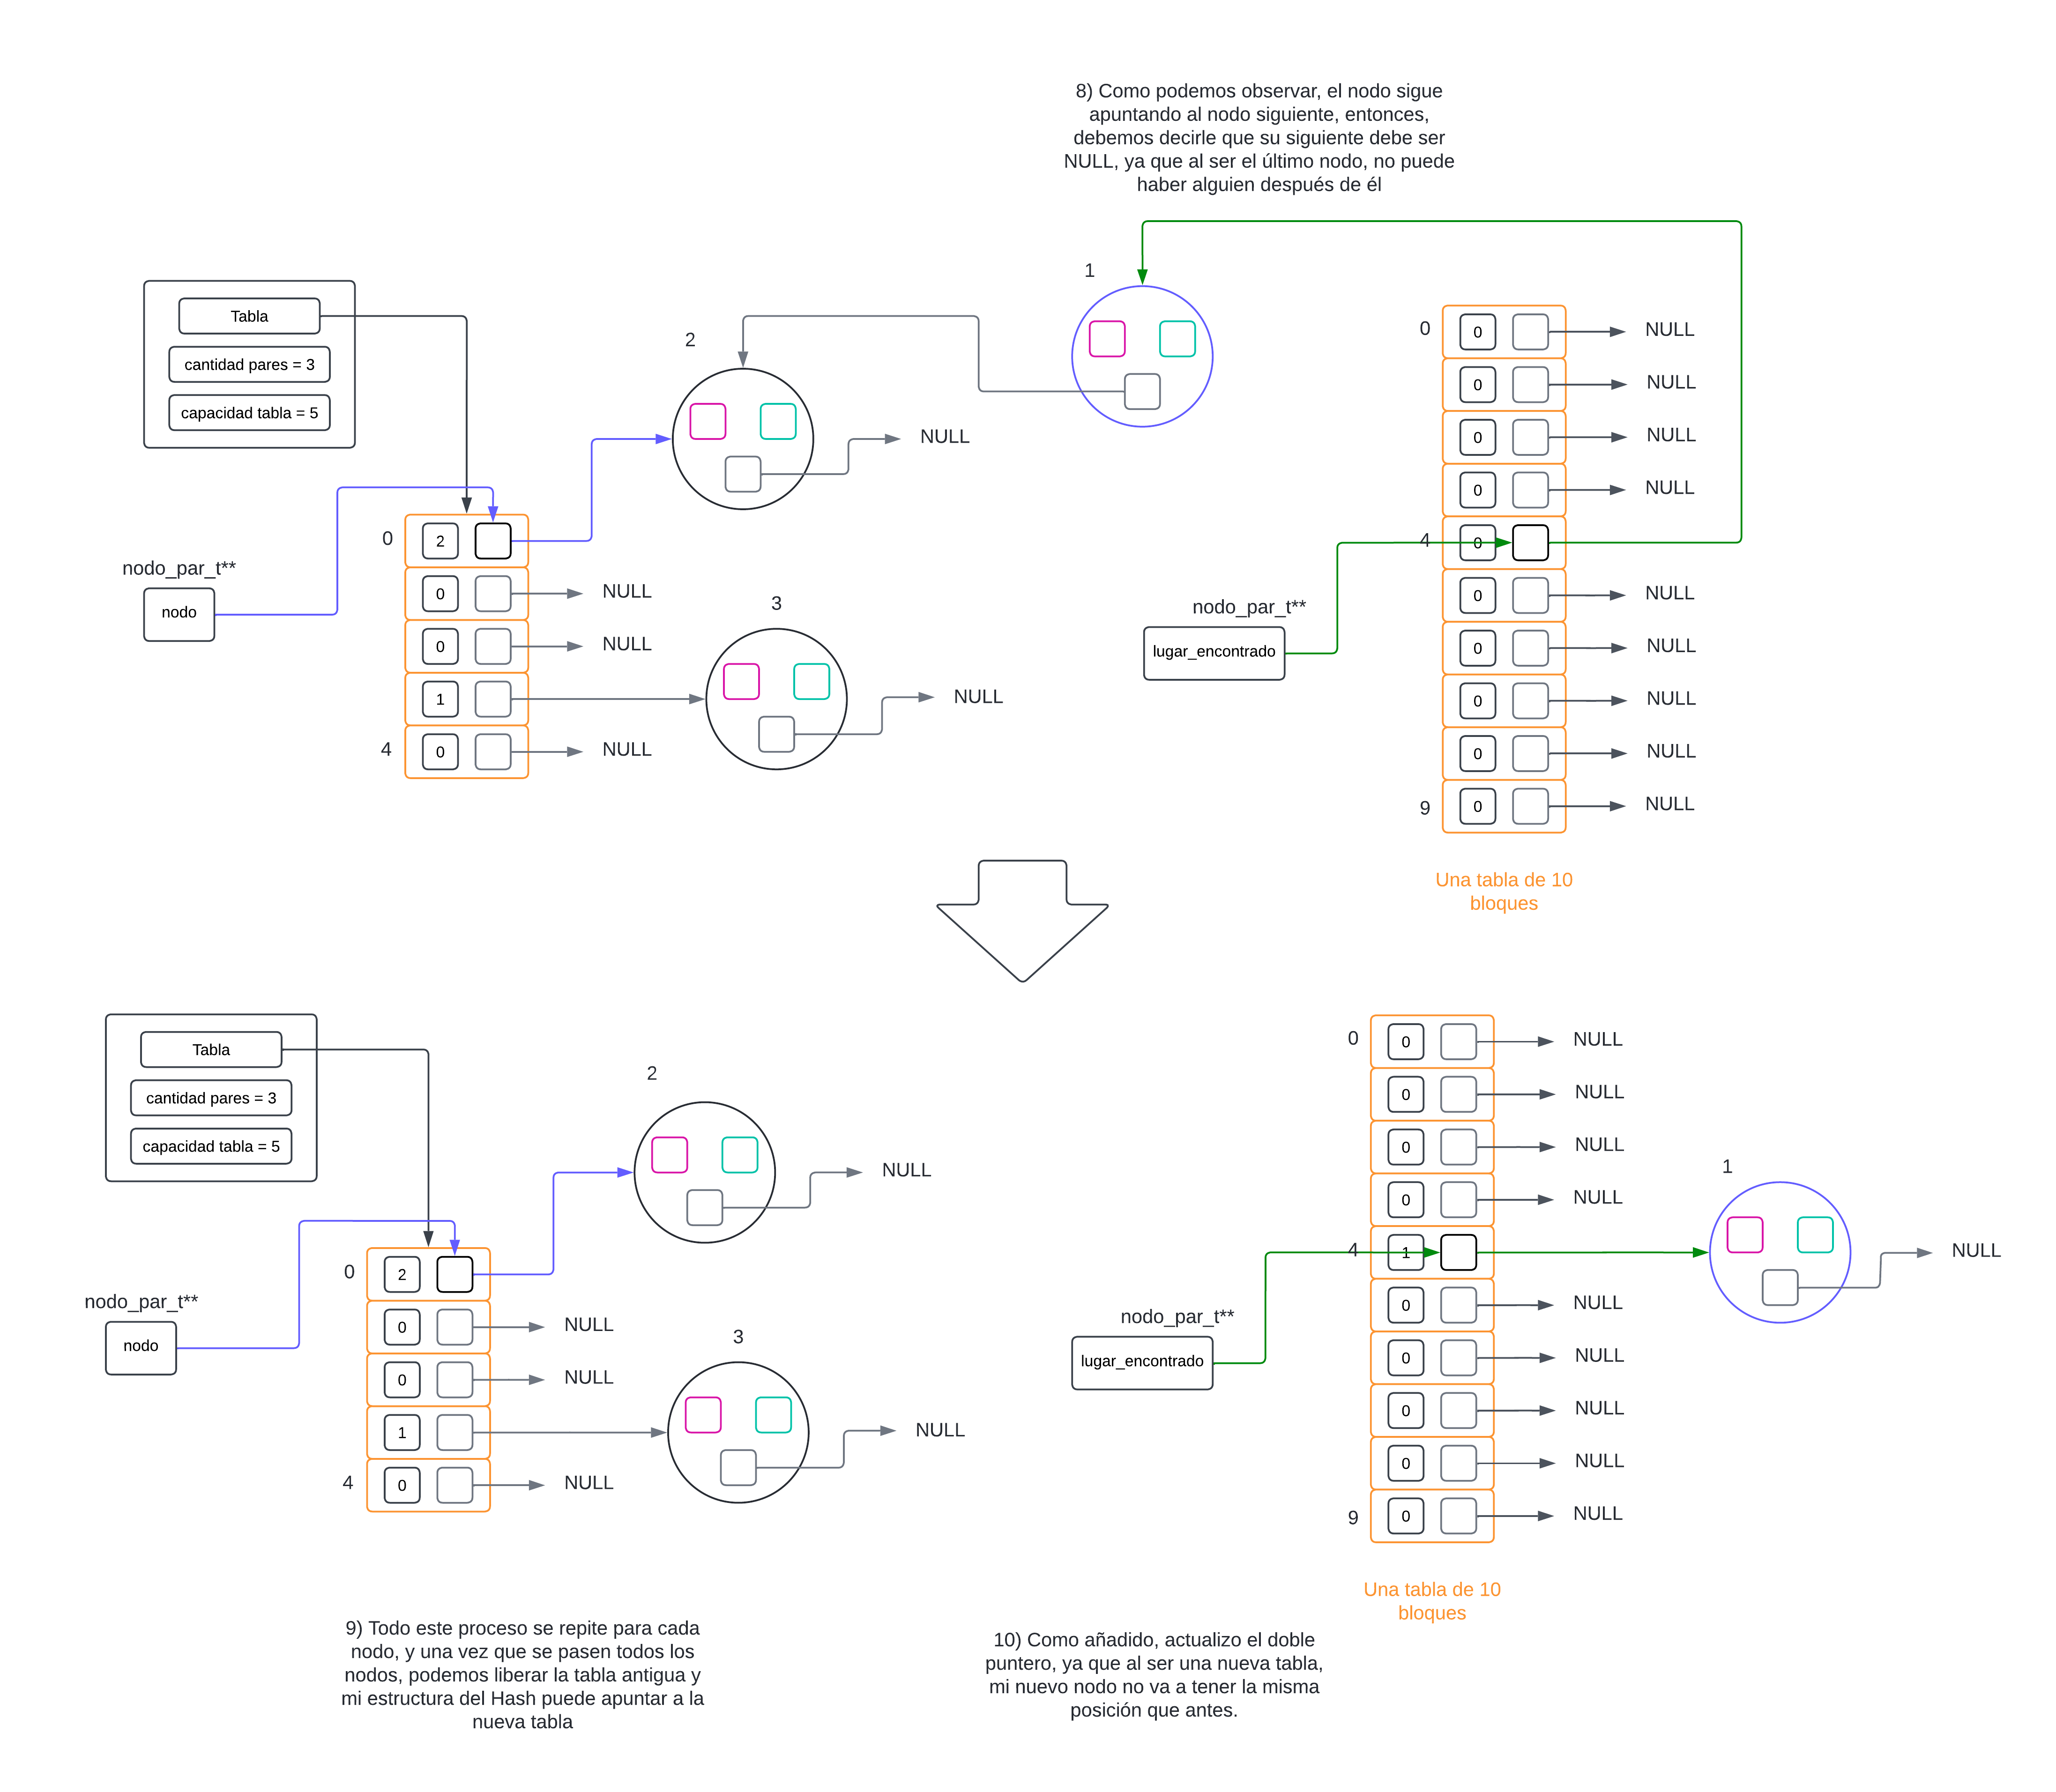 8) Como podemos observar, el nodo sigue
apuntando al nodo siguiente, entonces,
debemos decirle que su siguiente debe ser
NULL, ya que al ser el último nodo, no puede
haber alguien después de él
Tabla
cantidad pares = 3
capacidad tabla = 5
nodo_par_t**
nodo
0
2
0
0
1
4
0
NULL
NULL
NULL
2
NULL
3
NULL
1
nodo_par_t**
lugar_encontrado
0
0
NULL
0
NULL
0
NULL
0
NULL
4
0
0
NULL
0
NULL
0
NULL
0
NULL
9
0
NULL
Una tabla de 10
bloques
Tabla
cantidad pares = 3
capacidad tabla = 5
nodo_par_t**
nodo
0
2
0
0
1
4
0
NULL
NULL
NULL
2
NULL
3
NULL
nodo_par_t**
lugar_encontrado
0
0
NULL
0
NULL
0
NULL
0
NULL
4
1
1
NULL
0
NULL
0
NULL
0
NULL
0
NULL
9
0
NULL
Una tabla de 10
bloques
9) Todo este proceso se repite para cada
nodo, y una vez que se pasen todos los
nodos, podemos liberar la tabla antigua y
mi estructura del Hash puede apuntar a la
nueva tabla
10) Como añadido, actualizo el doble
puntero, ya que al ser una nueva tabla,
mi nuevo nodo no va a tener la misma
posición que antes.